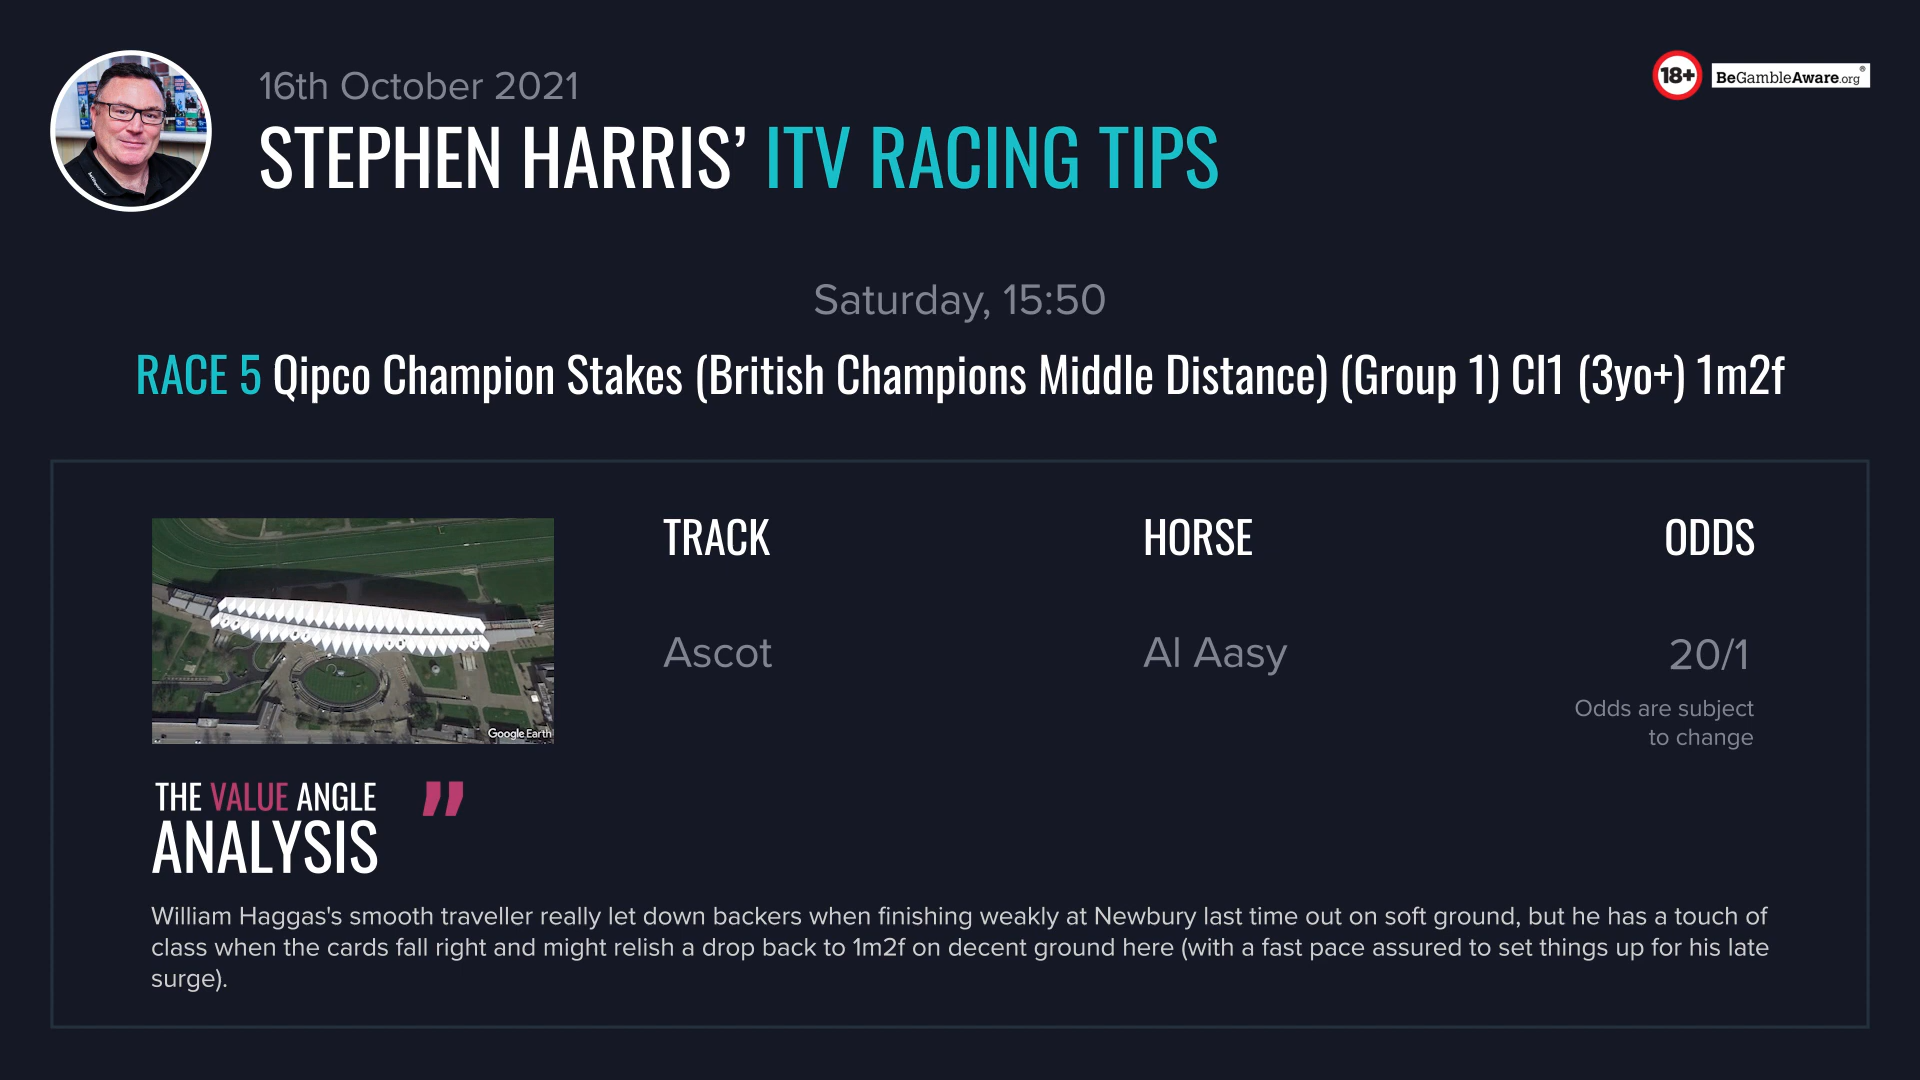 16th October 2021
STEPHEN HARRIS’ ITV RACING TIPS
18+
BeGambleAware.org®
Saturday, 15:50
RACE 5 Qipco Champion Stakes (British Champions Middle Distance) (Group 1) Cl1 (3yo+) 1m2f
TRACK
HORSE
ODDS
Ascot
Al Aasy
20/1
Odds are subject
to change
Google Earth
THE VALUE ANGLE
ANALYSIS
”
William Haggas's smooth traveller really let down backers when finishing weakly at Newbury last time out on soft ground, but he has a touch of
class when the cards fall right and might relish a drop back to 1m2f on decent ground here (with a fast pace assured to set things up for his late
surge).